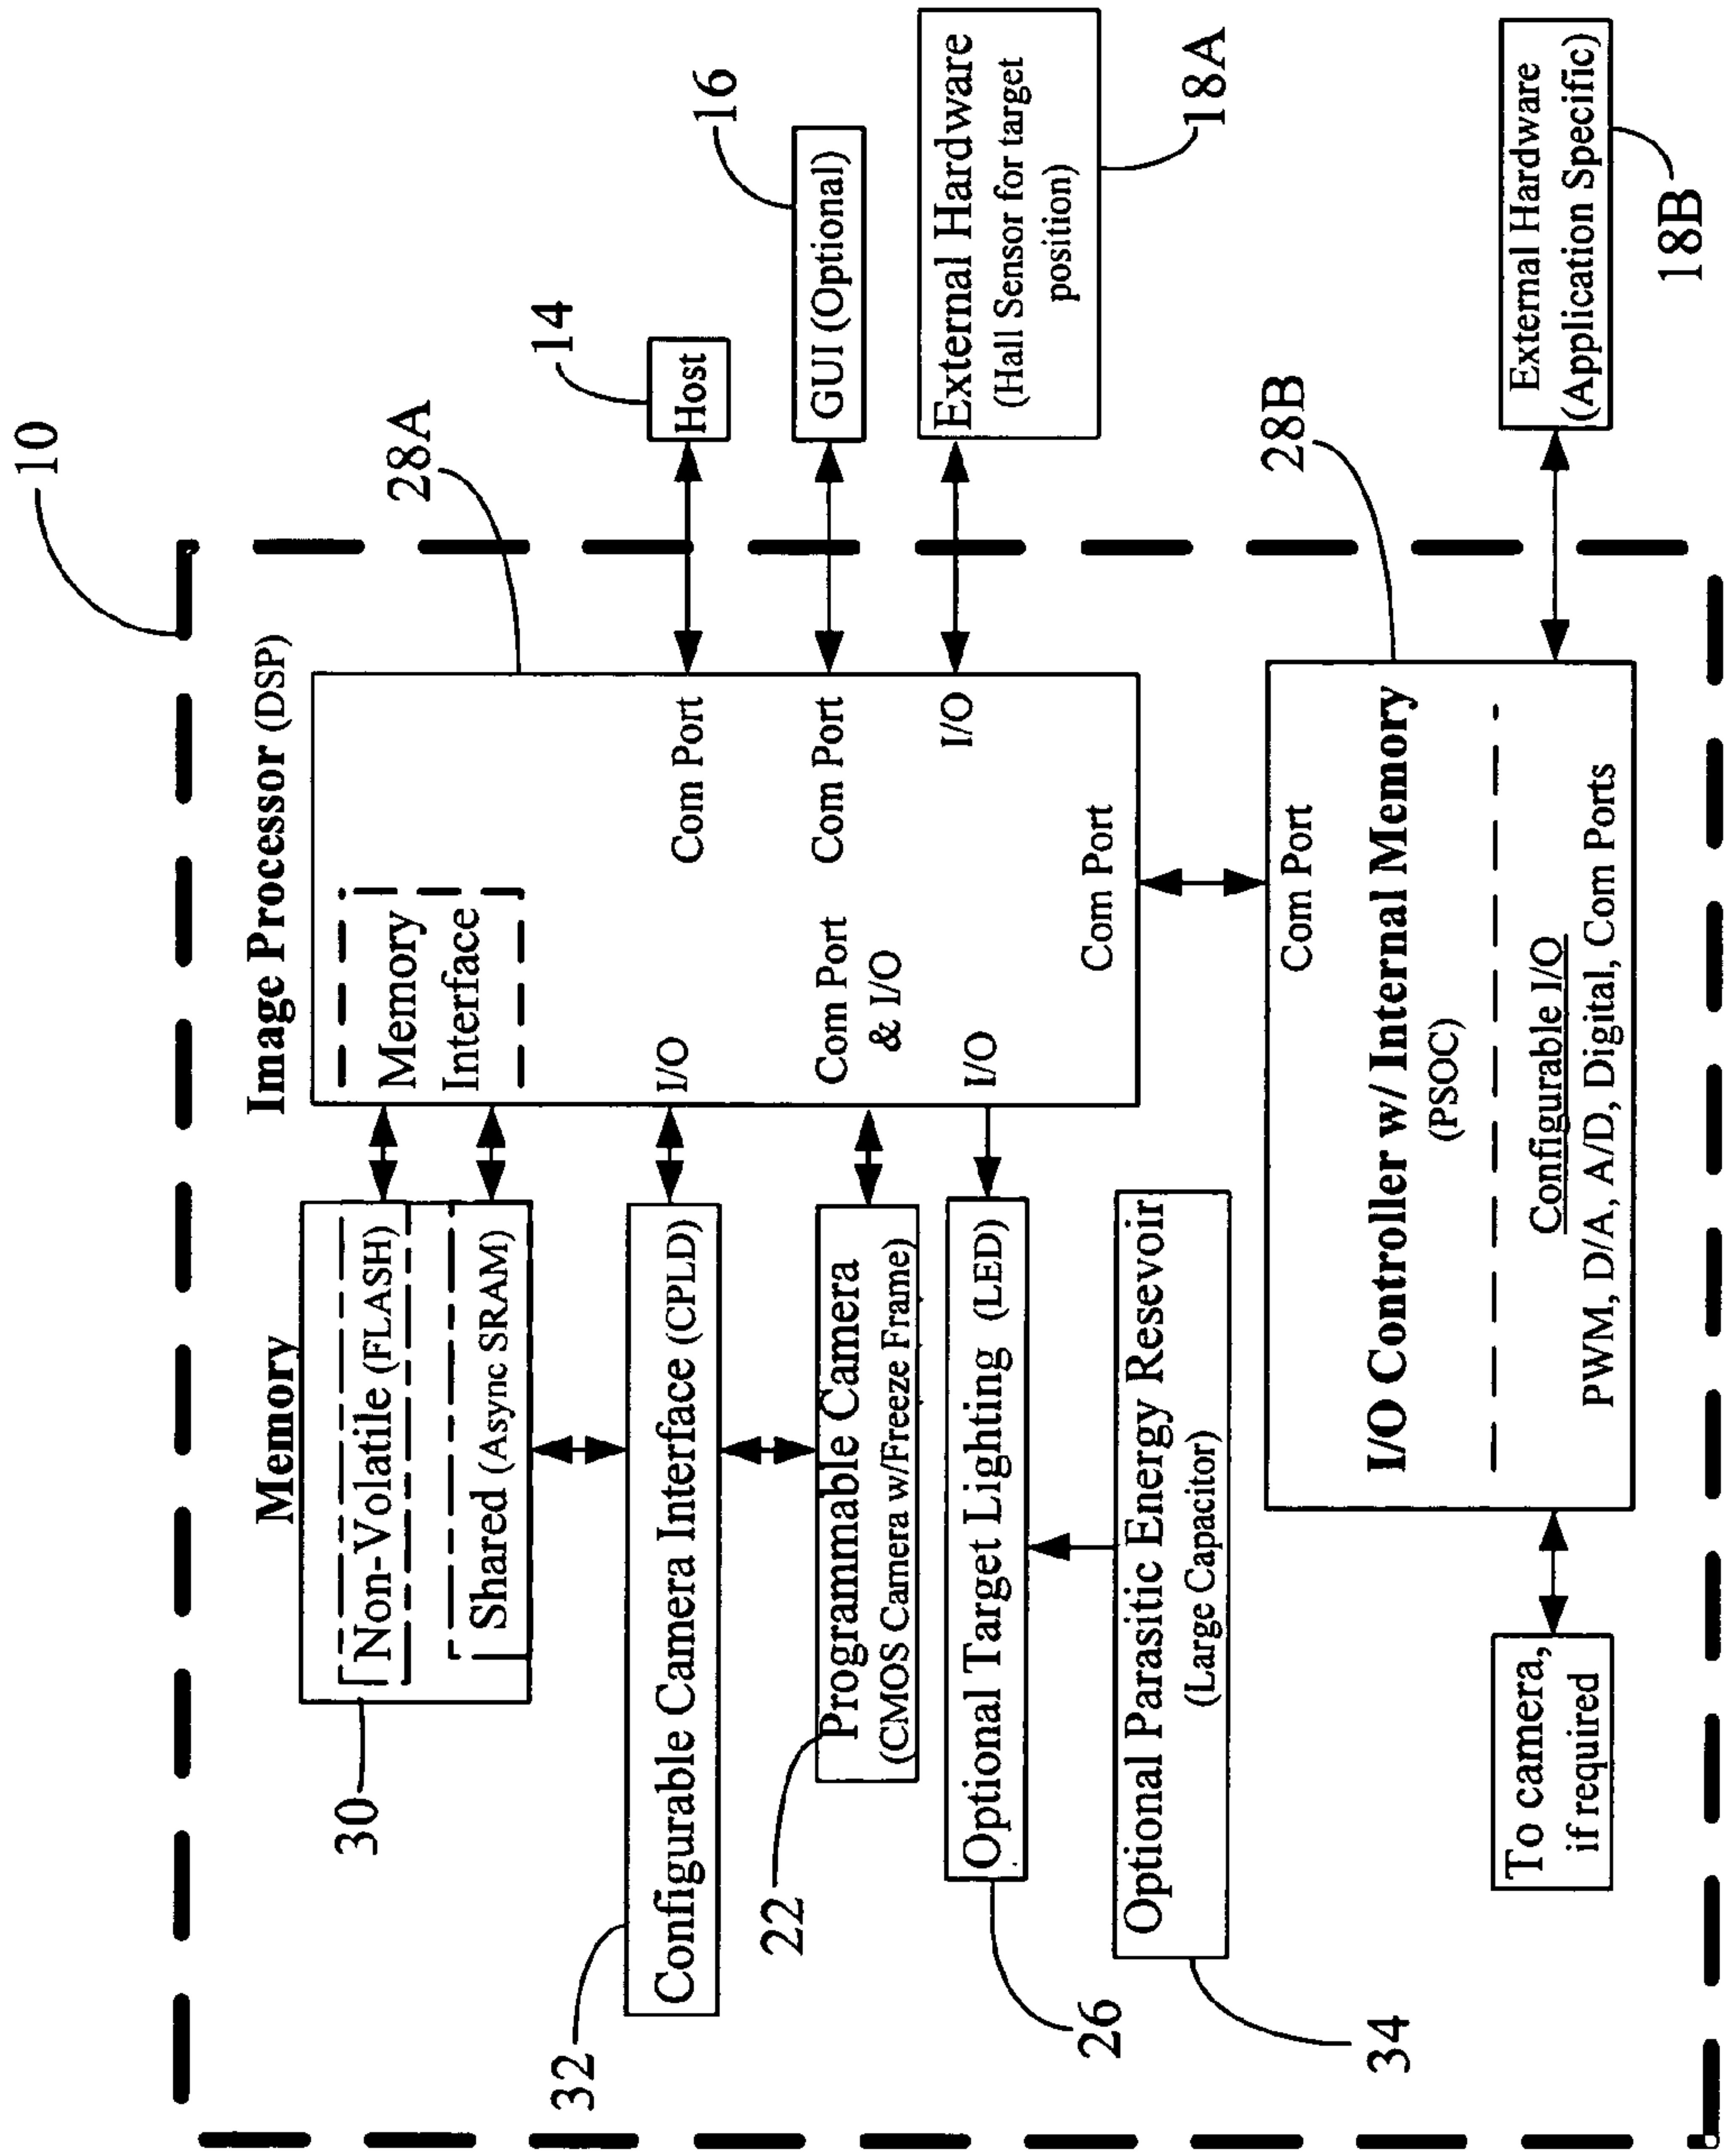 10
Image Processor (DSP)
28A
Memory
30
Non-Volatile (FLASH)
Shared (Async SRAM)
Memory
Interface
14
Host
Com Port
32
Configurable Camera Interface (CPLD)
I/O
16
GUI (Optional)
Com Port
22
Programmable Camera
(CMOS Camera w/Freeze Frame)
Com Port
& I/O
External Hardware
(Hall Sensor for target
position)
18A
I/O
26
Optional Target Lighting (LED)
I/O
34
Optional Parasitic Energy Resevoir
(Large Capacitor)
Com Port
28B
Com Port
I/O Controller w/ Internal Memory
(PSOC)
Configurable I/O
PWM, D/A, A/D, Digital, Com Ports
To camera,
if required
External Hardware
(Application Specific)
18B